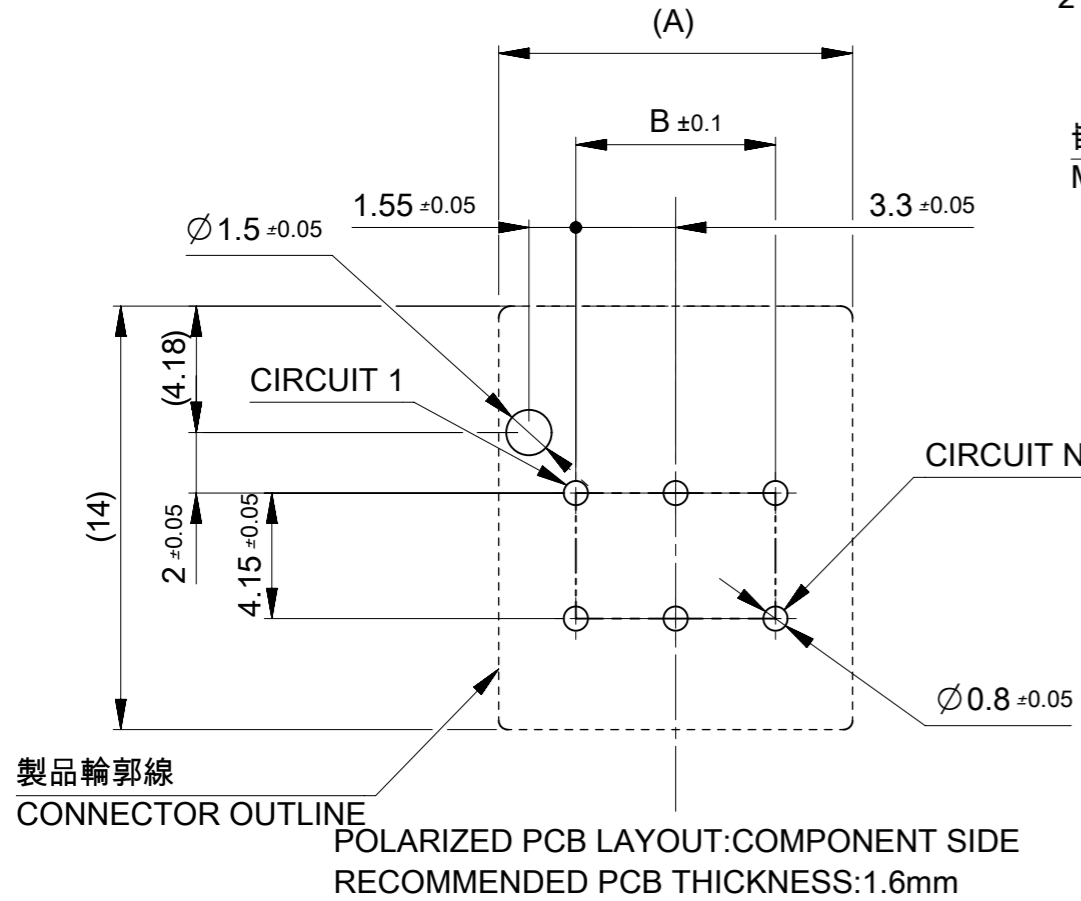 2
(A)
B ±0.1
1.55 ±0.05
3.3 ±0.05
M
∅1.5 ±0.05
(4.18)
CIRCUIT 1
CIRCUIT N
(14)
2 ±0.05
4.15 ±0.05
∅0.8 ±0.05
製品輪郭線
CONNECTOR OUTLINE
POLARIZED PCB LAYOUT:COMPONENT SIDE
RECOMMENDED PCB THICKNESS:1.6mm